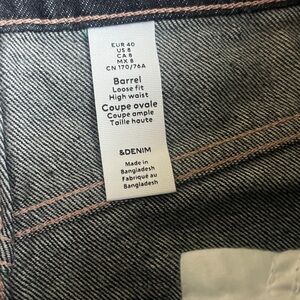 EUR 40
US 8
CA 8
MX 8
CN 170/76A
Barrel
Loose fit
High waist
Coupe ovale
Coupe ample
Taille haute
&DENIM
Made in
Bangladesh
Fabriqué au
Bangladesh